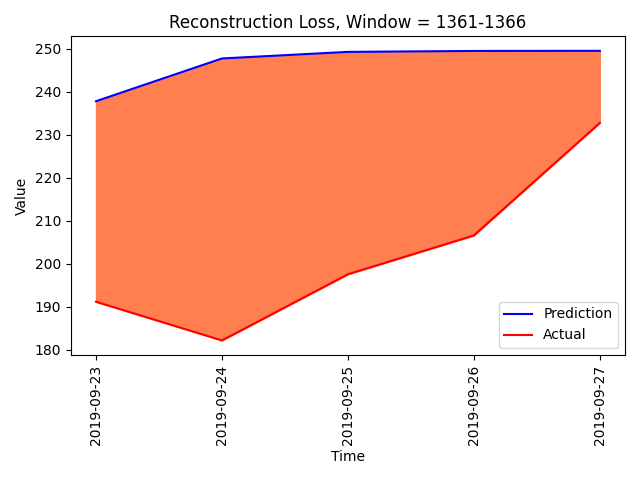 Reconstruction Loss, Window = 1361-1366
Value
250
240
230
220
210
200
190
180
Prediction
Actual
2019-09-23
2019-09-24
2019-09-25
2019-09-26
2019-09-27
Time